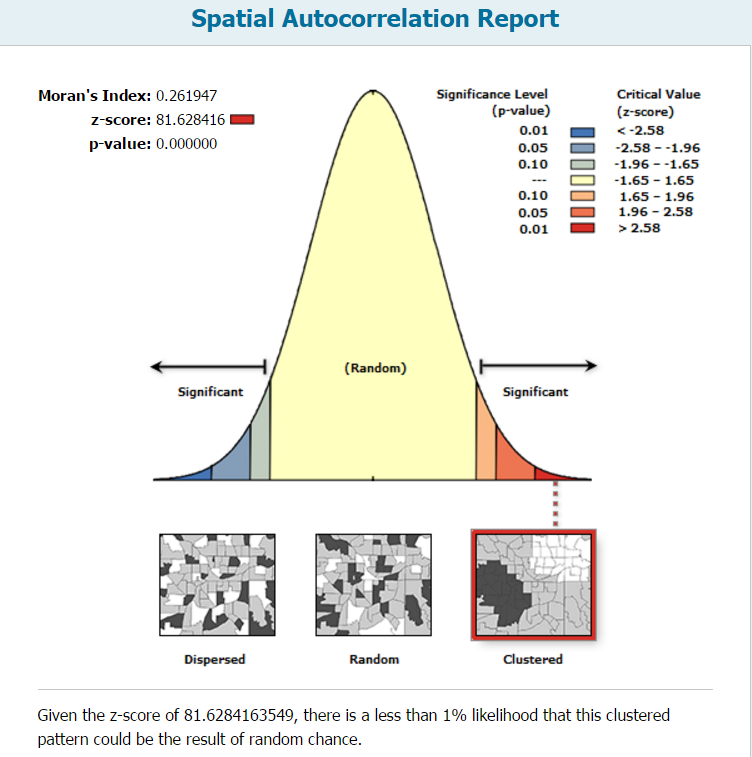 Spatial Autocorrelation Report
Moran's Index: 0.261947
z-score: 81.628416
p-value: 0.000000
Significance Level
(p-value)
Critical Value
(z-score)
0.01 < -2.58
0.05 -2.58 – -1.96
0.10 -1.96 – -1.65
--- -1.65 – 1.65
0.10 1.65 – 1.96
0.05 1.96 – 2.58
0.01 > 2.58
(Random)
Significant
Significant
Dispersed
Random
Clustered
Given the z-score of 81.6284163549, there is a less than 1% likelihood that this clustered
pattern could be the result of random chance.